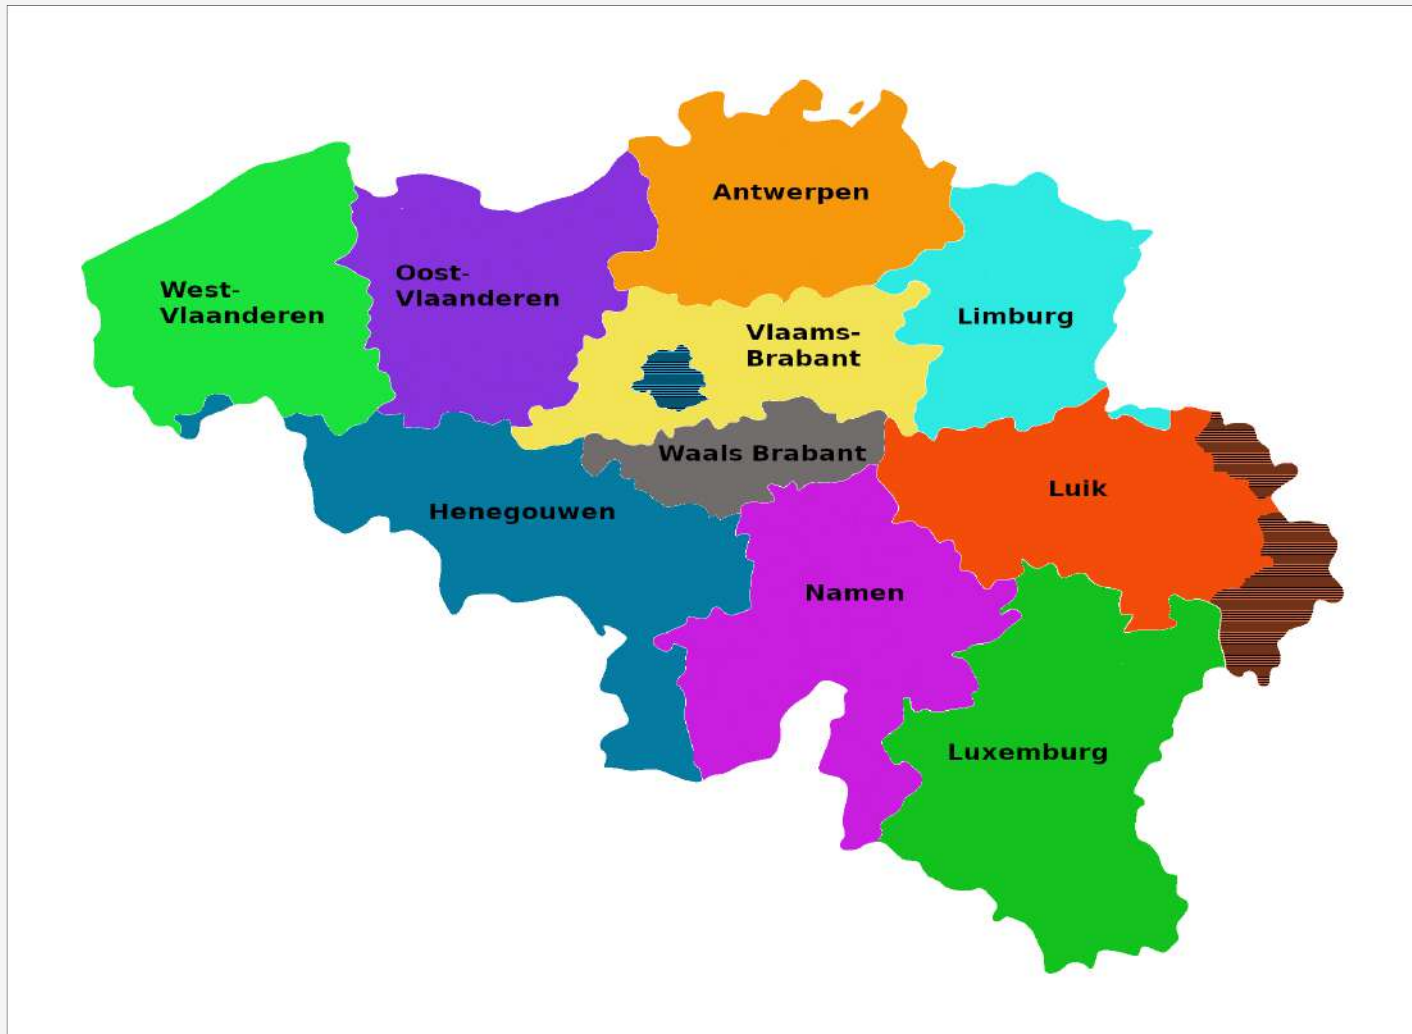 Antwerpen
Oost-
Vlaanderen
West-
Vlaanderen
Limburg
Vlaams-
Brabant
Waals Brabant
Luik
Henegouwen
Namen
Luxemburg